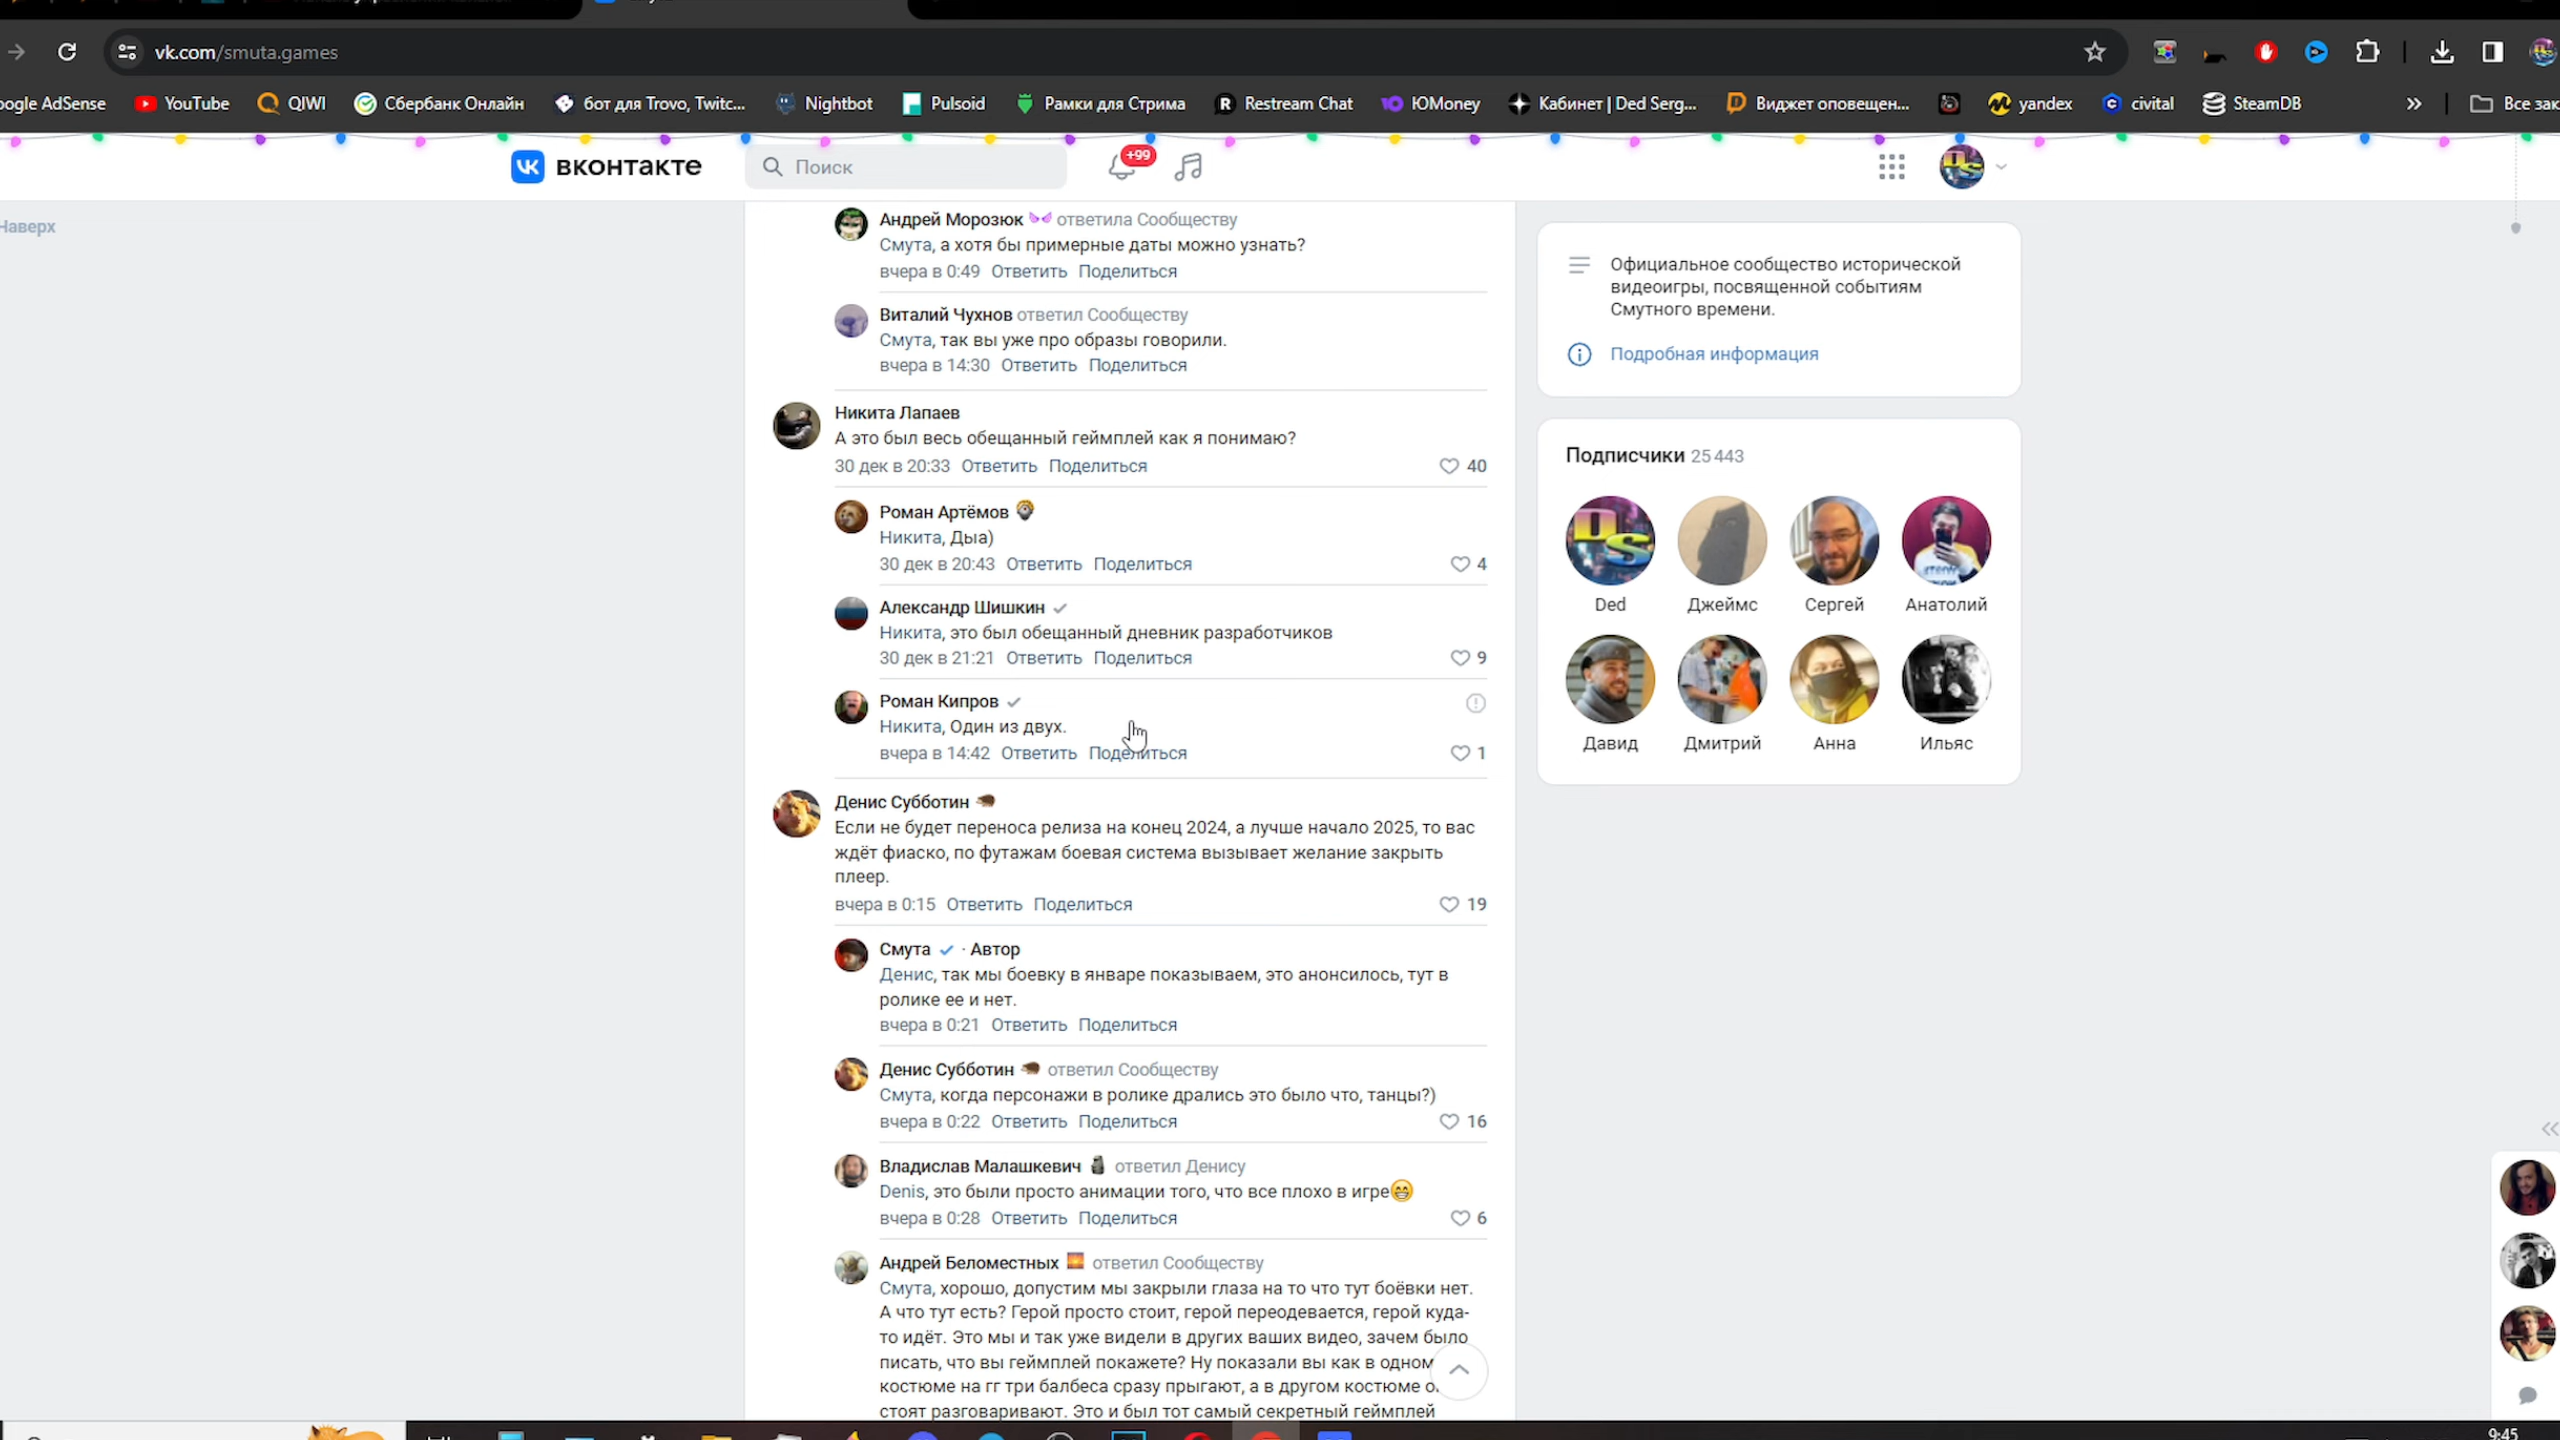 vk.com/smuta.games
oogle AdSense
YouTube
QIWI
Сбербанк Онлайн
бот для Trovo, Twitc...
Nightbot
Pulsoid
Рамки для Стрима
Restream Chat
ЮMoney
Кабинет | Ded Serg...
Виджет оповещен...
yandex
civital
SteamDB
Все зак
вконтакте
Поиск
+99
Наверх
Андрей Морозюк ответила Сообществу
Смута, а хотя бы примерные даты можно узнать?
вчера в 0:49 Ответить Поделиться
Виталий Чухнов ответил Сообществу
Смута, так вы уже про образы говорили.
вчера в 14:30 Ответить Поделиться
Никита Лапаев
А это был весь обещанный геймплей как я понимаю?
30 дек в 20:33 Ответить Поделиться 40
Роман Артёмов
Никита, Дыа)
30 дек в 20:43 Ответить Поделиться 4
Александр Шишкин
Никита, это был обещанный дневник разработчиков
30 дек в 21:21 Ответить Поделиться 9
Роман Кипров
Никита, Один из двух.
вчера в 14:42 Ответить Поделиться 1
Денис Субботин
Если не будет переноса релиза на конец 2024, а лучше начало 2025, то вас
ждёт фиаско, по футажам боевая система вызывает желание закрыть
плеер.
вчера в 0:15 Ответить Поделиться 19
Смута · Автор
Денис, так мы боевку в январе показываем, это анонсилось, тут в
ролике ее и нет.
вчера в 0:21 Ответить Поделиться
Денис Субботин ответил Сообществу
Смута, когда персонажи в ролике дрались это было что, танцы?)
вчера в 0:22 Ответить Поделиться 16
Владислав Малашкевич ответил Денису
Denis, это были просто анимации того, что все плохо в игре😁
вчера в 0:28 Ответить Поделиться 6
Андрей Беломестных ответил Сообществу
Смута, хорошо, допустим мы закрыли глаза на то что тут боёвки нет.
А что тут есть? Герой просто стоит, герой переодевается, герой куда-
то идёт. Это мы и так уже видели в других ваших видео, зачем было
писать, что вы геймплей покажете? Ну показали вы как в одном
костюме на гг три балбеса сразу прыгают, а в другом костюме о
стоят разговаривают. Это и был тот самый секретный геймплей
Официальное сообщество исторической
видеоигры, посвященной событиям
Смутного времени.
Подробная информация
Подписчики 25 443
Ded
Джеймс
Сергей
Анатолий
Давид
Дмитрий
Анна
Ильяс
9:45